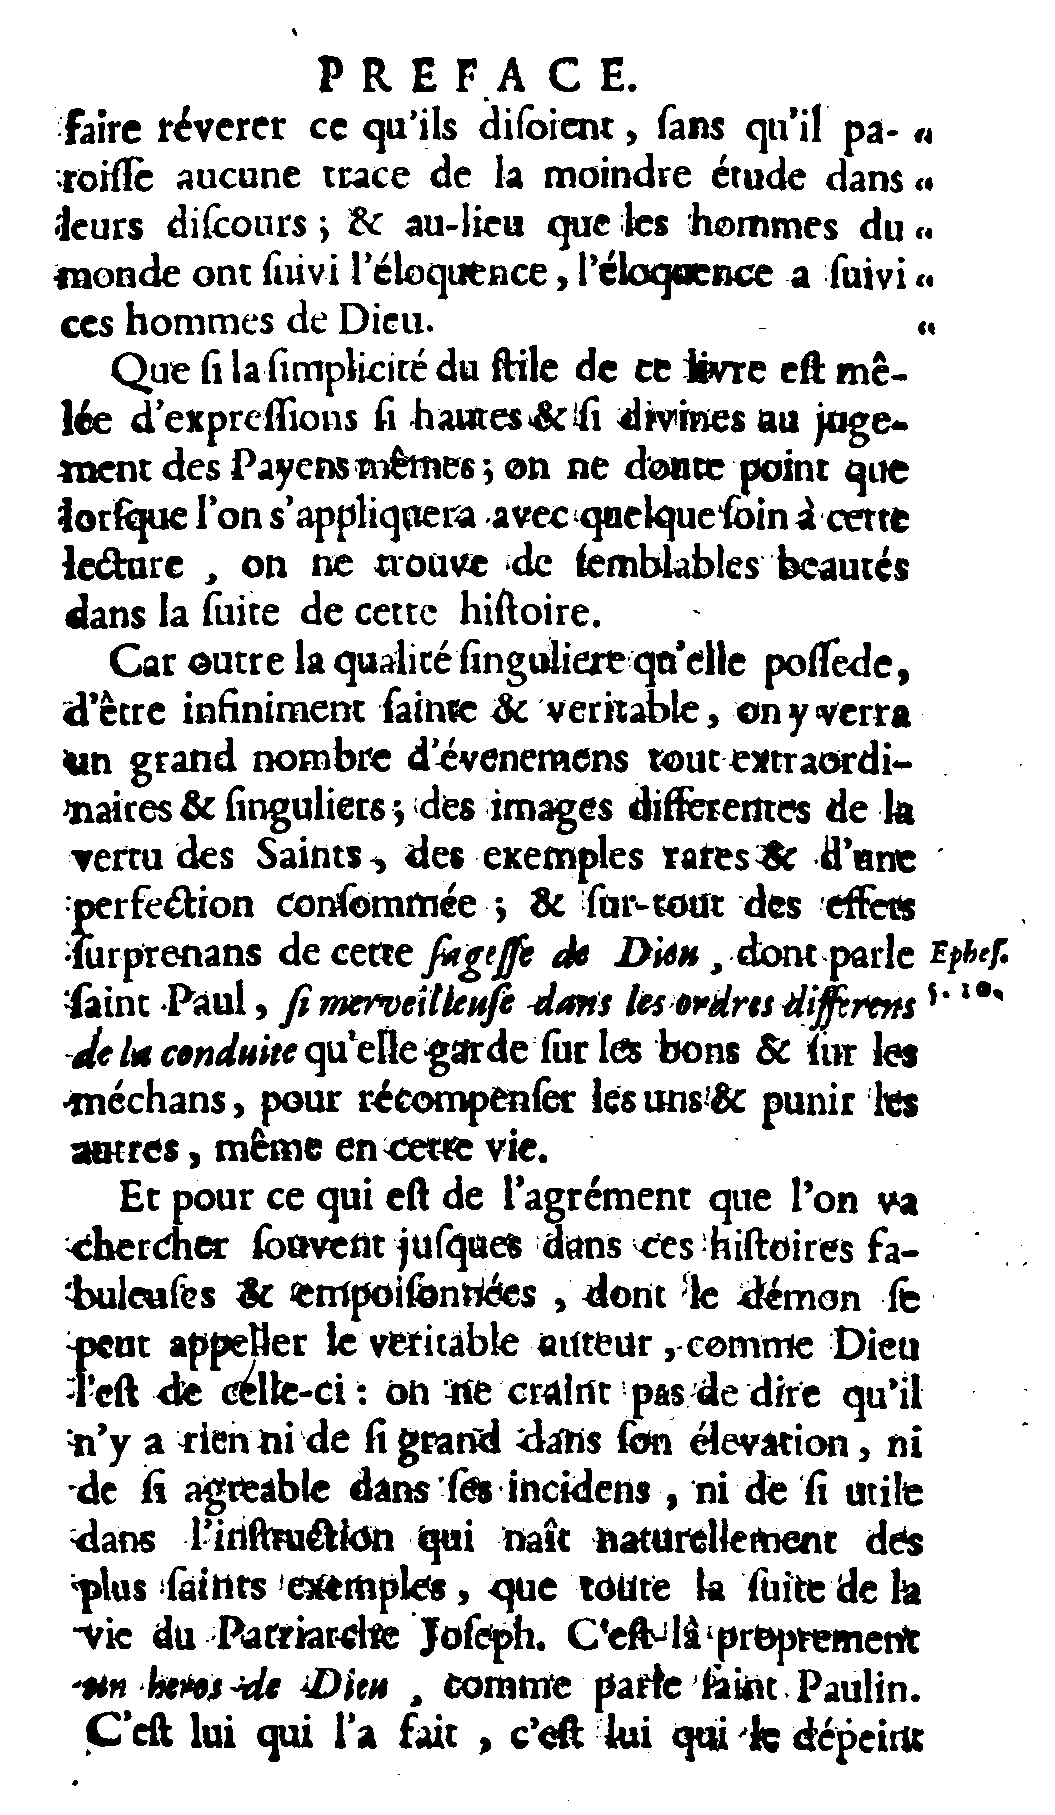 PREFACE.
faire réverer ce qu'ils diſoient, ſans qu'il pa- “
roiſſe aucune trace de la moindre étude dans “
leurs diſcours; & au-lieu que les hommes du “
monde ont ſuivi l'éloquence, l'éloquence a ſuivi “
ces hommes de Dieu. “
Que ſi la ſimplicité du ſtile de ce livre eſt mê-
lée d'expreſſions ſi hautes & ſi divines au juge-
ment des Payens mêmes; on ne doute point que
lorſque l'on s'appliquera avec quelque ſoin à cette
lecture, on ne trouve de ſemblables beautés
dans la ſuite de cette hiſtoire.
Car outre la qualité ſinguliere qu'elle poſſede,
d'être infiniment ſainte & veritable, on y verra
un grand nombre d'évenemens tout extraordi-
naires & ſinguliers; des images differentes de la
vertu des Saints, des exemples rares & d'une
perfection conſommée; & ſur-tout des effets
ſurprenans de cette ſageſſe de Dieu, dont parle Epheſ.
ſaint Paul, ſi merveilleuſe dans les ordres differens 5. 10.
de la conduite qu'elle garde ſur les bons & ſur les
méchans, pour récompenſer les uns & punir les
autres, même en cette vie.
Et pour ce qui eſt de l'agrément que l'on va
chercher ſouvent juſques dans ces hiſtoires fa-
buleuſes & empoiſonnées, dont le démon ſe
peut appeller le veritable auteur, comme Dieu
l'eſt de celle-ci: on ne craint pas de dire qu'il
n'y a rien ni de ſi grand dans ſon élevation, ni
de ſi agreable dans ſes incidens, ni de ſi utile
dans l'inſtruction qui naît naturellement des
plus ſaints exemples, que toute la ſuite de la
vie du Patriarche Joſeph. C'eſt-là proprement
un heros de Dieu, comme parle ſaint Paulin.
C'eſt lui qui l'a fait, c'eſt lui qui le dépeint